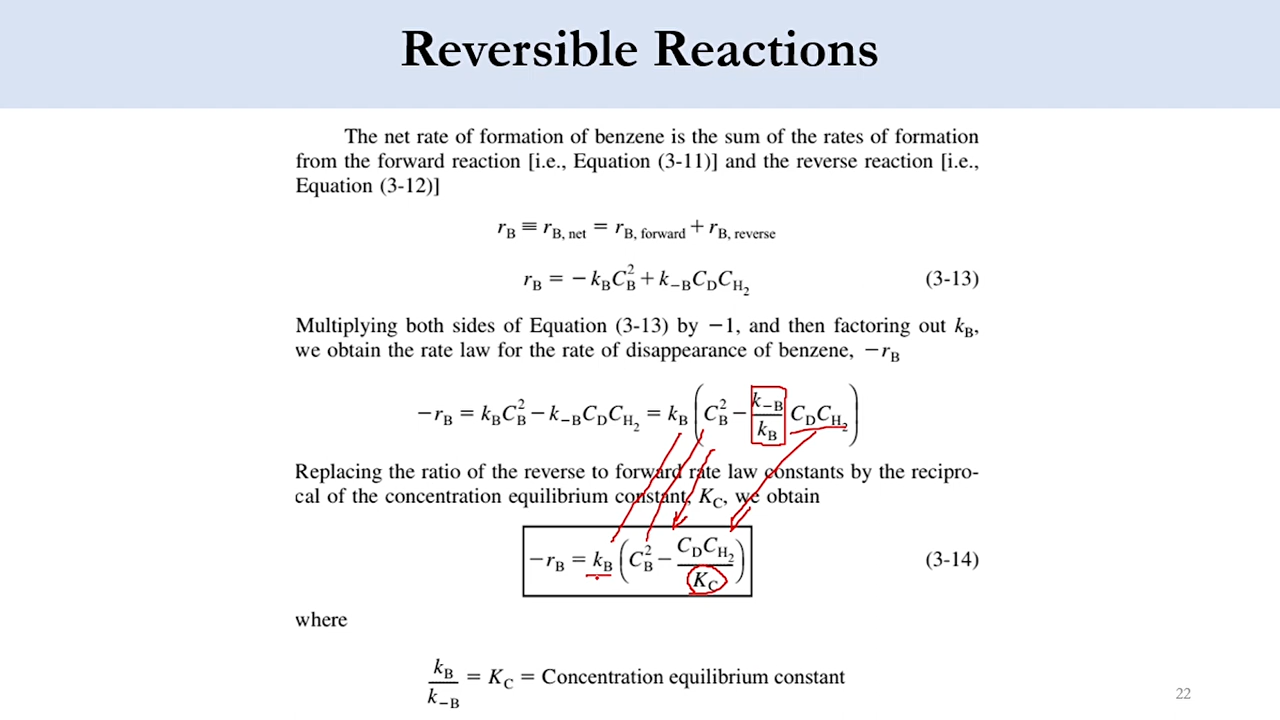 Reversible Reactions
The net rate of formation of benzene is the sum of the rates of formation
from the forward reaction [i.e., Equation (3-11)] and the reverse reaction [i.e.,
Equation (3-12)]
r_B ≡ r_B, net = r_B, forward + r_B, reverse
r_B = − k_B C_B^2 + k_−B C_D C_H₂ (3-13)
Multiplying both sides of Equation (3-13) by −1, and then factoring out k_B,
we obtain the rate law for the rate of disappearance of benzene, −r_B
−r_B = k_B C_B^2 − k_−B C_D C_H₂ = k_B (C_B^2 − k_−B/k_B C_D C_H₂)
Replacing the ratio of the reverse to forward rate law constants by the recipro-
cal of the concentration equilibrium constant, K_C, we obtain
−r_B = k_B (C_B^2 − C_D C_H₂/K_C) (3-14)
where
k_B/k_−B = K_C = Concentration equilibrium constant
22